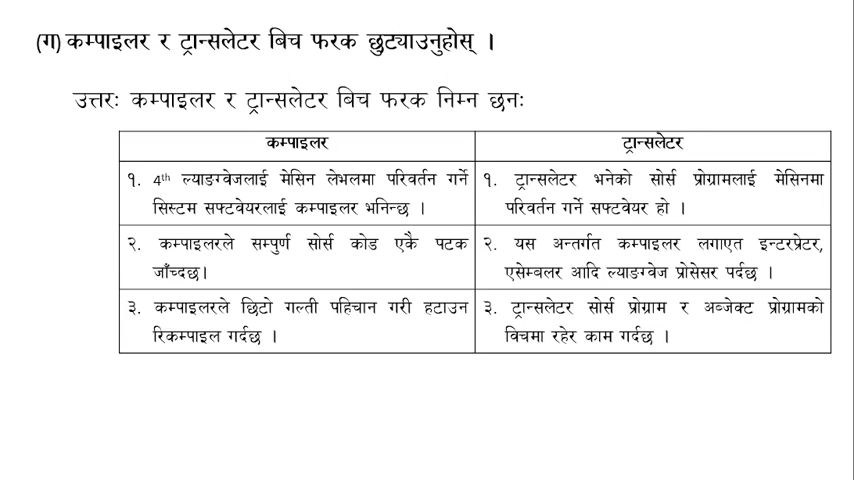 (ग) कम्पाइलर र ट्रान्सलेटर बिच फरक छुट्याउनुहोस् ।
उत्तरः कम्पाइलर र ट्रान्सलेटर बिच फरक निम्न छनः
कम्पाइलर
१. 4th ल्याङग्वेजलाई मेसिन लेभलमा परिवर्तन गर्ने
सिस्टम सफ्टवेयरलाई कम्पाइलर भनिन्छ ।
२. कम्पाइलरले सम्पुर्ण सोर्स कोड एकै पटक
जाँच्दछ।
३. कम्पाइलरले छिटो गल्ती पहिचान गरी हटाउन
रिकम्पाइल गर्दछ ।
ट्रान्सलेटर
१. ट्रान्सलेटर भनेको सोर्स प्रोग्रामलाई मेसिनमा
परिवर्तन गर्ने सफ्टवेयर हो ।
२. यस अन्तर्गत कम्पाइलर लगाएत इन्टरप्रेटर,
एसेम्बलर आदि ल्याङग्वेज प्रोसेसर पर्दछ ।
३. ट्रान्सलेटर सोर्स प्रोग्राम र अब्जेक्ट प्रोग्रामको
विचमा रहेर काम गर्दछ ।